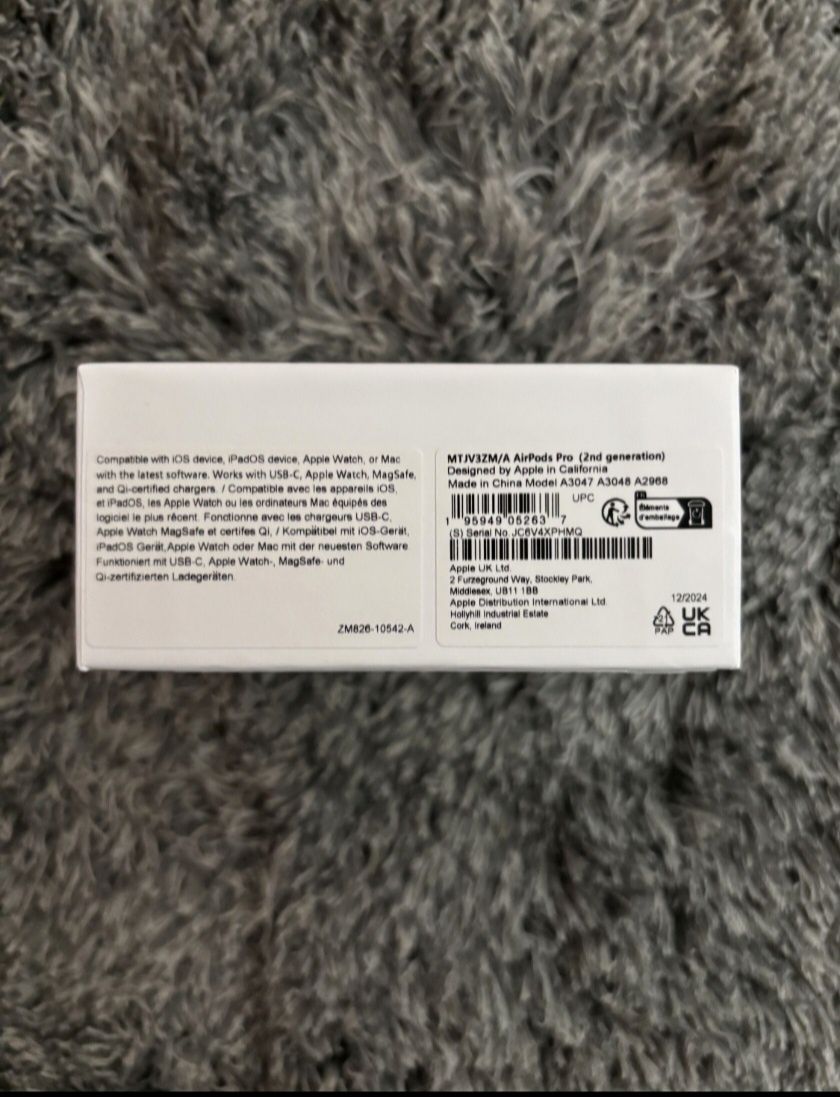 Compatible with iOS device, iPadOS device, Apple Watch, or Mac
with the latest software. Works with USB-C, Apple Watch, MagSafe,
and Qi-certified chargers. / Compatible avec les appareils iOS,
et iPadOS, les Apple Watch ou les ordinateurs Mac équipés des
logiciel le plus récent. Fonctionne avec les chargeurs USB-C,
Apple Watch MagSafe et certifes Qi, / Kompatibel mit iOS-Gerät,
iPadOS Gerät,Apple Watch oder Mac mit der neuesten Software
Funktioniert mit USB-C, Apple Watch-, MagSafe- und
Qi-zertifizierten Ladegeräten.
ZM826-10542-A
MTJV3ZM/A AirPods Pro (2nd generation)
Designed by Apple in California
Made in China Model A3047 A3048 A2968
UPC
1 95949 05263 7
Éléments
d'emballage
(S) Serial No. JC6V4XPHMQ
Apple UK Ltd.
2 Furzeground Way, Stockley Park,
Middlesex, UB11 1BB
Apple Distribution International Ltd.
Hollyhill Industrial Estate
Cork, Ireland
12/2024
21
PAP
UK
CA